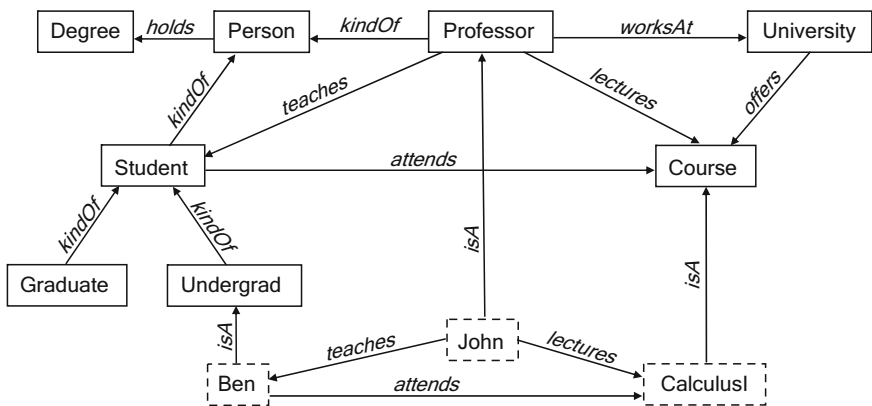 Degree holds Person kindOf Professor worksAt University
kindOf teaches lectures offers
Student attends Course
kindOf kindOf isA isA
Graduate Undergrad
isA teaches John lectures
Ben attends CalculusI